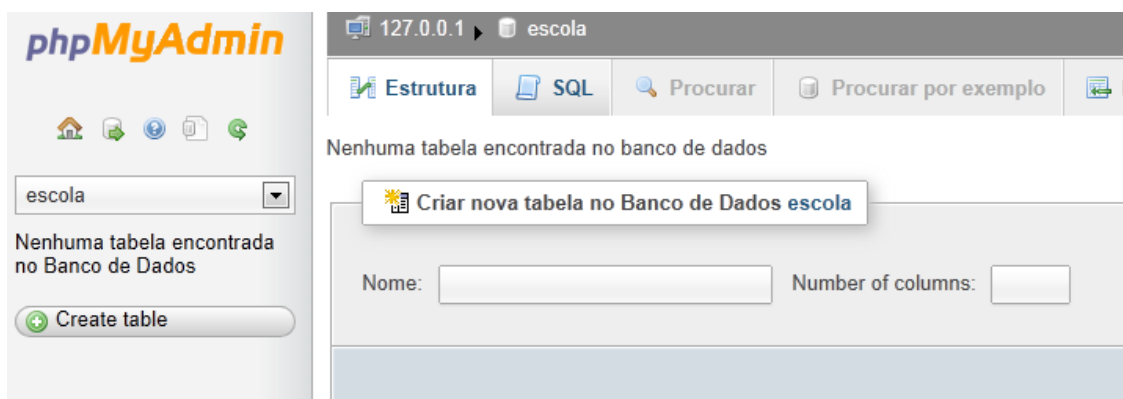 phpMyAdmin
escola
Nenhuma tabela encontrada
no Banco de Dados
Create table
127.0.0.1 escola
Estrutura SQL Procurar Procurar por exemplo
Nenhuma tabela encontrada no banco de dados
Criar nova tabela no Banco de Dados escola
Nome: Number of columns: